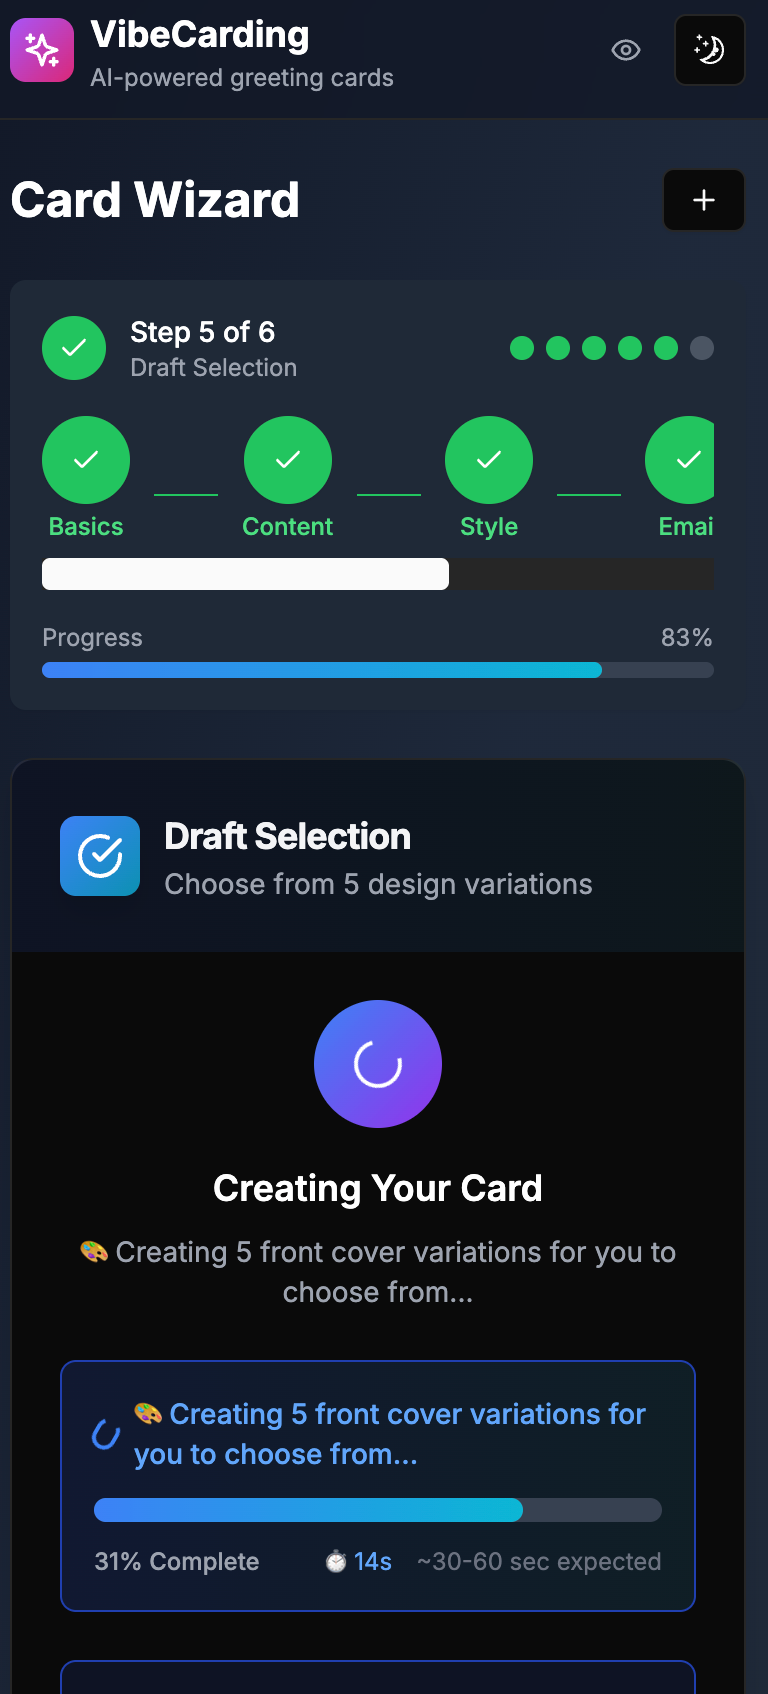 VibeCarding
AI-powered greeting cards
Card Wizard
Step 5 of 6
Draft Selection
Basics
Content
Style
Emai
Progress
83%
Draft Selection
Choose from 5 design variations
Creating Your Card
🎨 Creating 5 front cover variations for you to
choose from...
🎨 Creating 5 front cover variations for
you to choose from...
31% Complete
⏱️ 14s
~30-60 sec expected